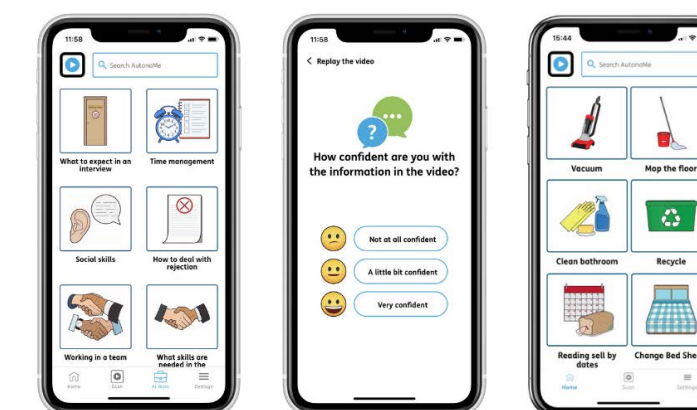 11:58
Search AutonoMe
What to expect in an
interview
Time management
Social skills
How to deal with
rejection
Working in a team
What skills are
needed in the
Home
Scan
At Work
Settings
11:58
< Replay the video
?
How confident are you with
the information in the video?
Not at all confident
A little bit confident
Very confident
15:44
Search AutonoMe
Vacuum
Mop the floor
Clean bathroom
Recycle
Reading sell by
dates
Change Bed She
Home
Scan
Settings